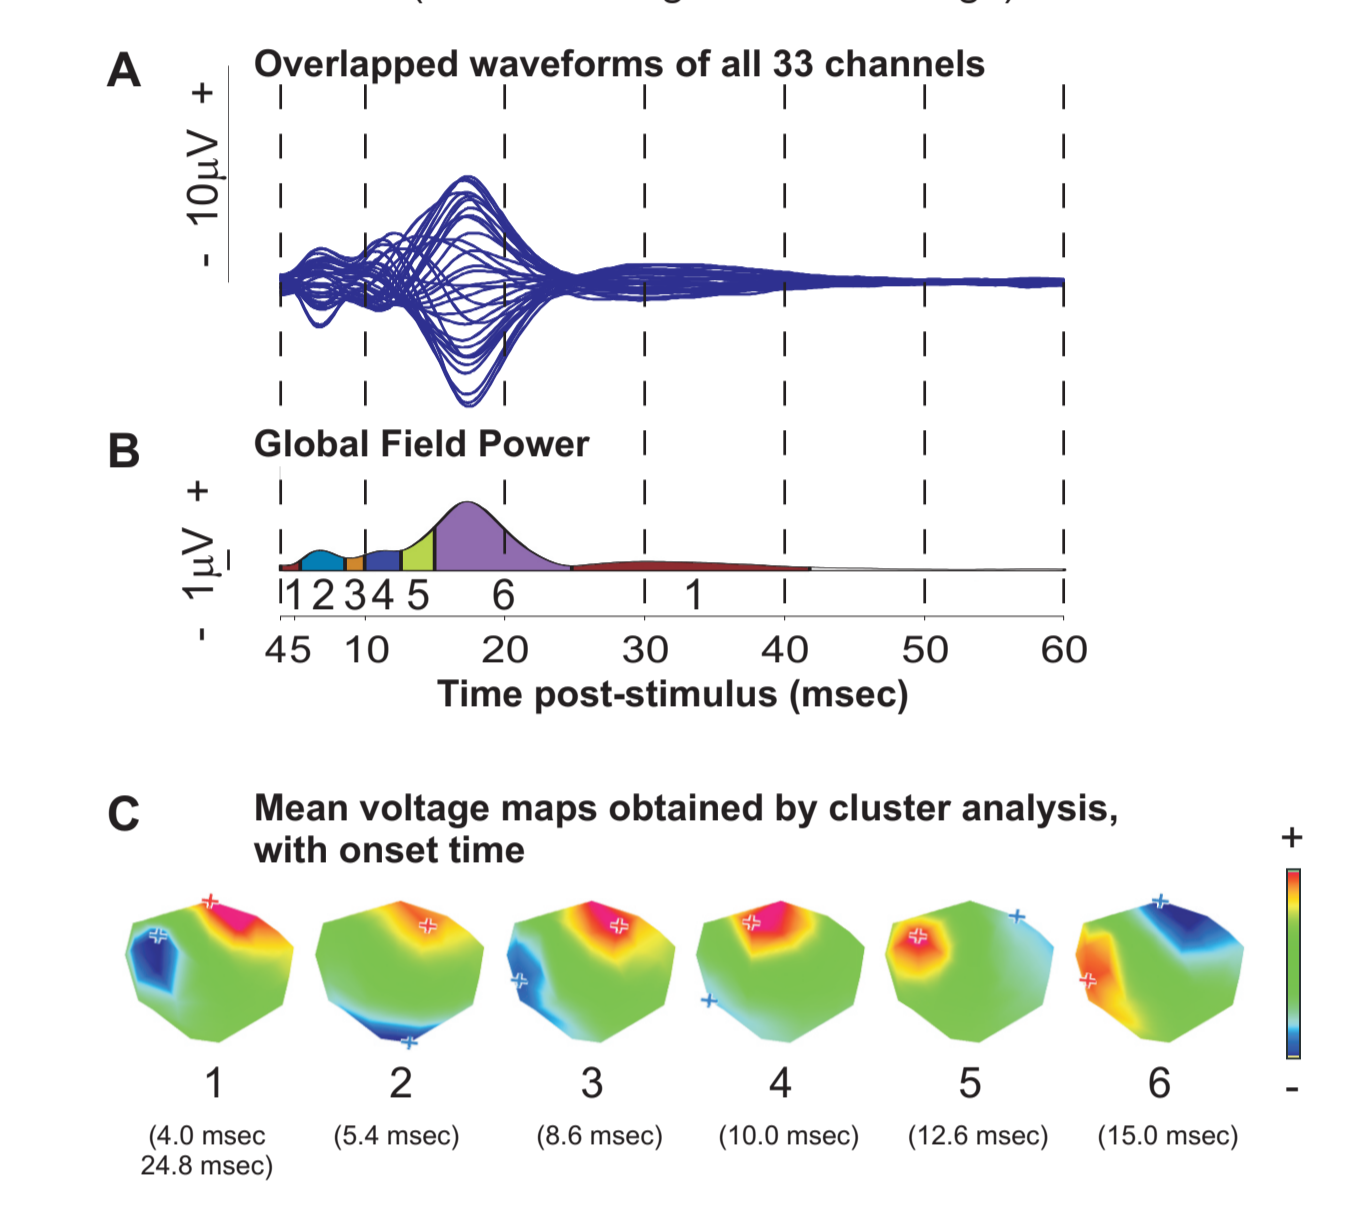 A
Overlapped waveforms of all 33 channels
- 10µV +
B
Global Field Power
- 1µV +
1 2 3 4 5 6 1
4 5 10 20 30 40 50 60
Time post-stimulus (msec)
C
Mean voltage maps obtained by cluster analysis,
with onset time
+
-
1 2 3 4 5 6
(4.0 msec
24.8 msec)
(5.4 msec)
(8.6 msec)
(10.0 msec)
(12.6 msec)
(15.0 msec)